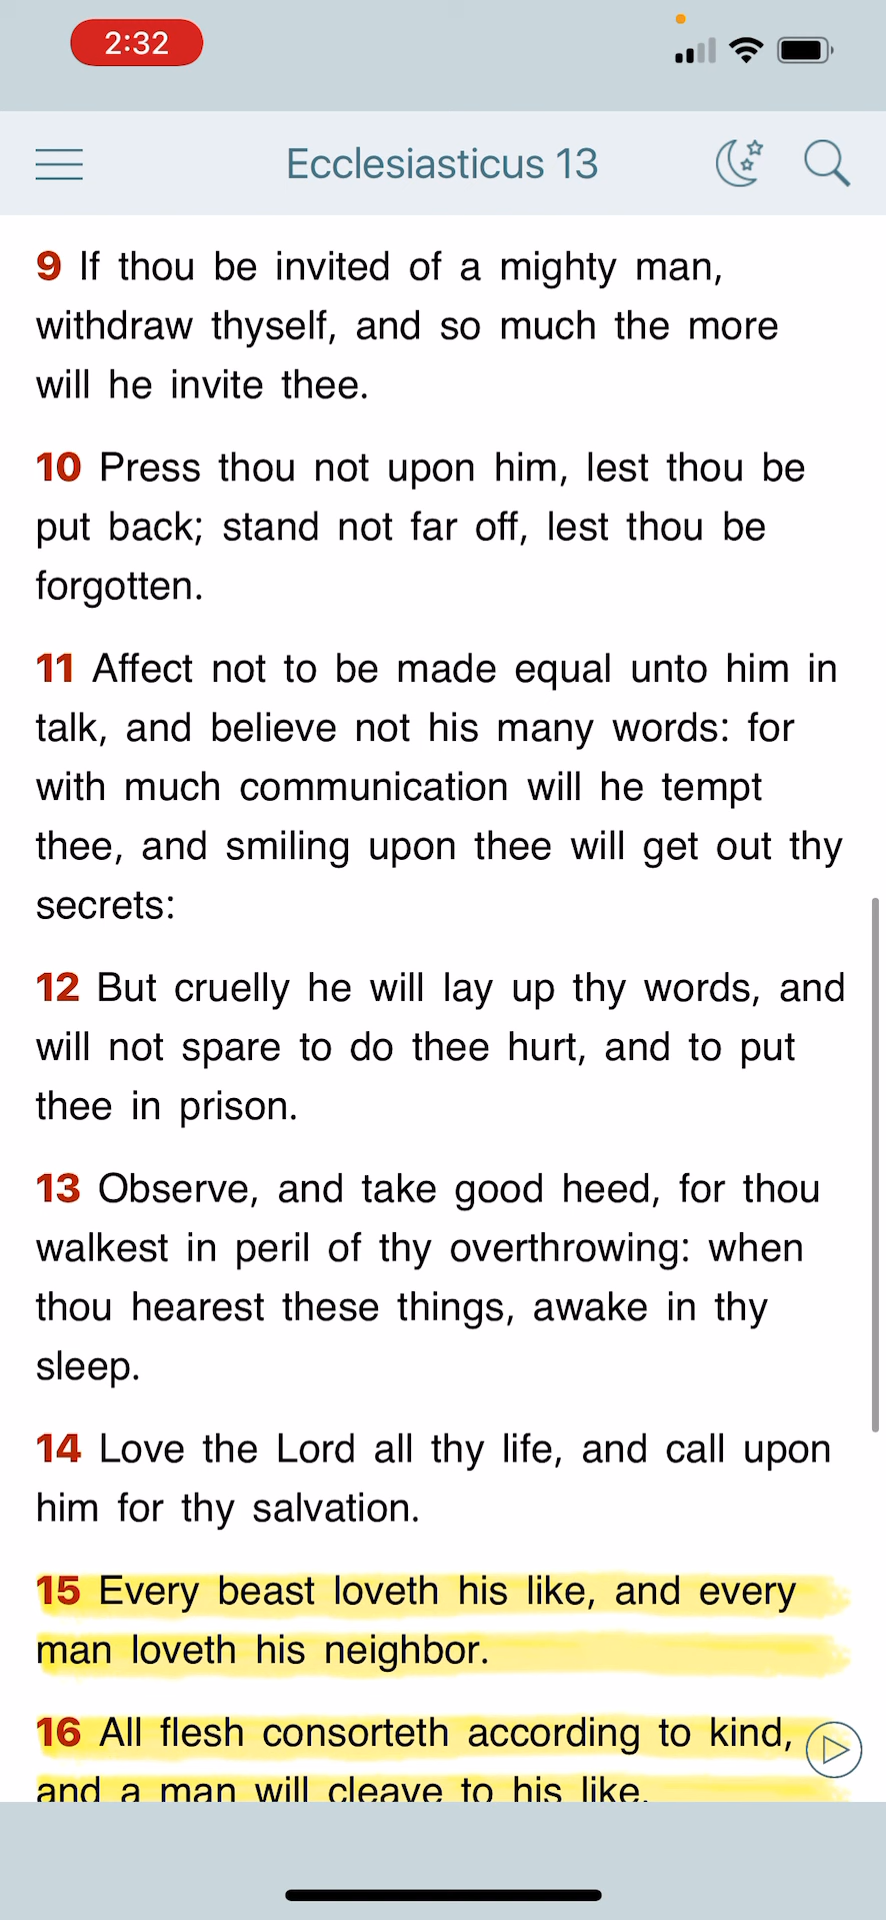 2:32
Ecclesiasticus 13
9 If thou be invited of a mighty man,
withdraw thyself, and so much the more
will he invite thee.
10 Press thou not upon him, lest thou be
put back; stand not far off, lest thou be
forgotten.
11 Affect not to be made equal unto him in
talk, and believe not his many words: for
with much communication will he tempt
thee, and smiling upon thee will get out thy
secrets:
12 But cruelly he will lay up thy words, and
will not spare to do thee hurt, and to put
thee in prison.
13 Observe, and take good heed, for thou
walkest in peril of thy overthrowing: when
thou hearest these things, awake in thy
sleep.
14 Love the Lord all thy life, and call upon
him for thy salvation.
15 Every beast loveth his like, and every
man loveth his neighbor.
16 All flesh consorteth according to kind,
and a man will cleave to his like.